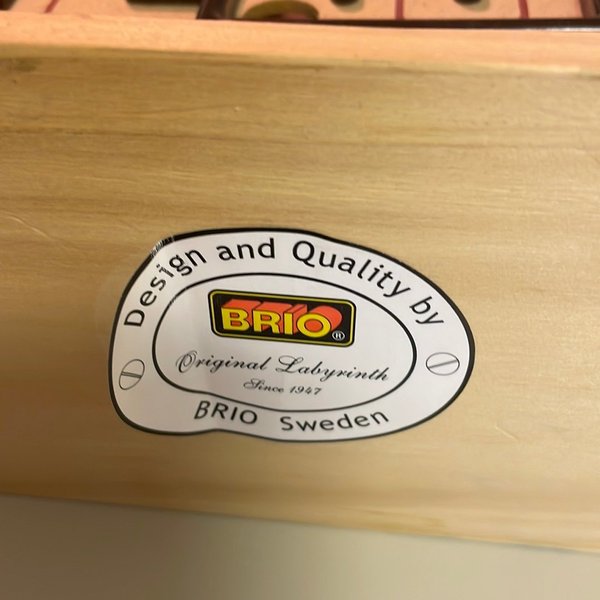 Design and Quality by
BRIO®
Original Labyrinth
Since 1947
BRIO Sweden